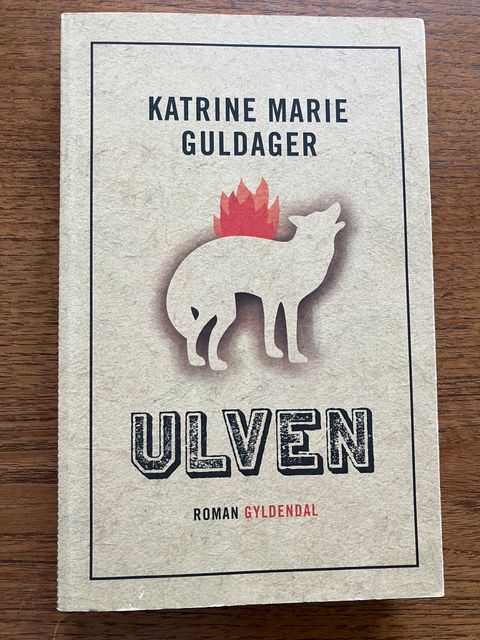 KATRINE MARIE
GULDAGER
ULVEN
ROMAN GYLDENDAL